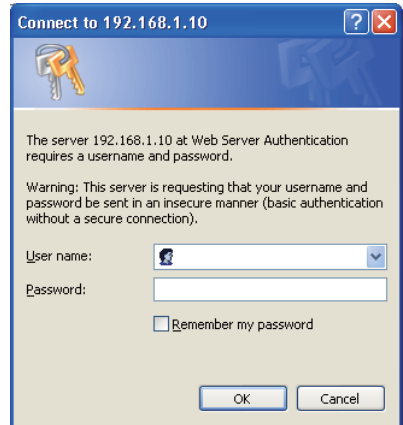 Connect to 192.168.1.10
The server 192.168.1.10 at Web Server Authentication
requires a username and password.
Warning: This server is requesting that your username and
password be sent in an insecure manner (basic authentication
without a secure connection).
User name:
Password:
Remember my password
OK Cancel